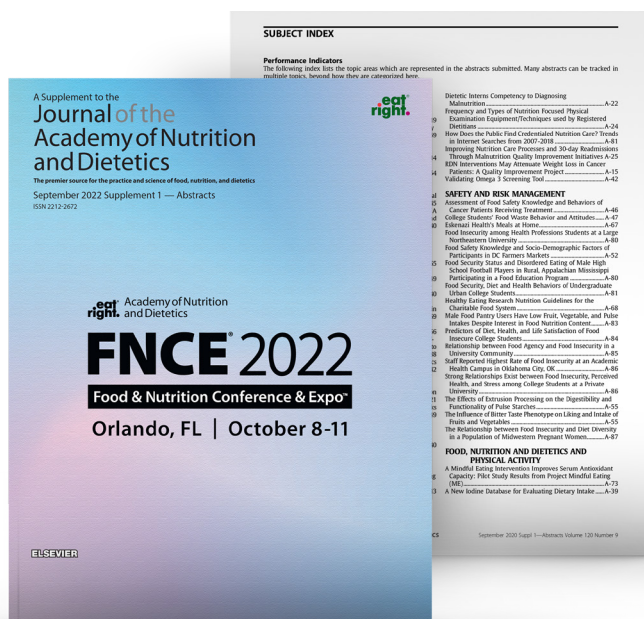 A Supplement to the
Journal of the
Academy of Nutrition
and Dietetics
The premier source for the practice and science of food, nutrition, and dietetics
September 2022 Supplement 1 — Abstracts
ISSN 2212-2672
eat
right.
eat
right.
Academy of Nutrition
and Dietetics
FNCE® 2022
Food & Nutrition Conference & Expo™
Orlando, FL | October 8-11
ELSEVIER
SUBJECT INDEX
Performance Indicators
The following index lists the topic areas which are represented in the abstracts submitted. Many abstracts can be tracked in
multiple topics, beyond how they are categorized here.
Dietetic Interns Competency to Diagnosing
Malnutrition A-22
Frequency and Types of Nutrition Focused Physical
Examination Equipment/Techniques used by Registered
Dietitians A-24
How Does the Public Find Credentialed Nutrition Care? Trends
in Internet Searches from 2007-2018 A-81
Improving Nutrition Care Processes and 30-day Readmissions
Through Malnutrition Quality Improvement Initiatives A-25
RDN Interventions May Attenuate Weight Loss in Cancer
Patients: A Quality Improvement Project A-15
Validating Omega 3 Screening Tool A-42
SAFETY AND RISK MANAGEMENT
Assessment of Food Safety Knowledge and Behaviors of
Cancer Patients Receiving Treatment A-46
College Students' Food Waste Behavior and Attitudes A-47
Eskenazi Health's Meals at Home A-67
Food Insecurity among Health Professions Students at a Large
Northeastern University A-80
Food Safety Knowledge and Socio-Demographic Factors of
Participants in DC Farmers Markets A-52
Food Security Status and Disordered Eating of Male High
School Football Players in Rural, Appalachian Mississippi
Participating in a Food Education Program A-80
Food Security, Diet and Health Behaviors of Undergraduate
Urban College Students A-81
Healthy Eating Research Nutrition Guidelines for the
Charitable Food System A-68
Male Food Pantry Users Have Low Fruit, Vegetable, and Pulse
Intakes Despite Interest in Food Nutrition Content A-83
Predictors of Diet, Health, and Life Satisfaction of Food
Insecure College Students A-84
Relationship between Food Agency and Food Insecurity in a
University Community A-85
Staff Reported Highest Rate of Food Insecurity at an Academic
Health Campus in Oklahoma City, OK A-86
Strong Relationships Exist between Food Insecurity, Perceived
Health, and Stress among College Students at a Private
University A-86
The Effects of Extrusion Processing on the Digestibility and
Functionality of Pulse Starches A-55
The Influence of Bitter Taste Phenotype on Liking and Intake of
Fruits and Vegetables A-55
The Relationship between Food Insecurity and Diet Diversity
in a Population of Midwestern Pregnant Women A-87
FOOD, NUTRITION AND DIETETICS AND
PHYSICAL ACTIVITY
A Mindful Eating Intervention Improves Serum Antioxidant
Capacity: Pilot Study Results from Project Mindful Eating
(ME) A-73
A New Iodine Database for Evaluating Dietary Intake A-39
September 2020 Suppl 1—Abstracts Volume 120 Number 9